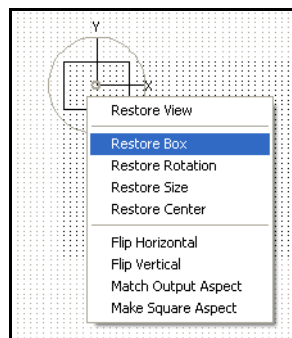 Y
X
Restore View
Restore Box
Restore Rotation
Restore Size
Restore Center
Flip Horizontal
Flip Vertical
Match Output Aspect
Make Square Aspect